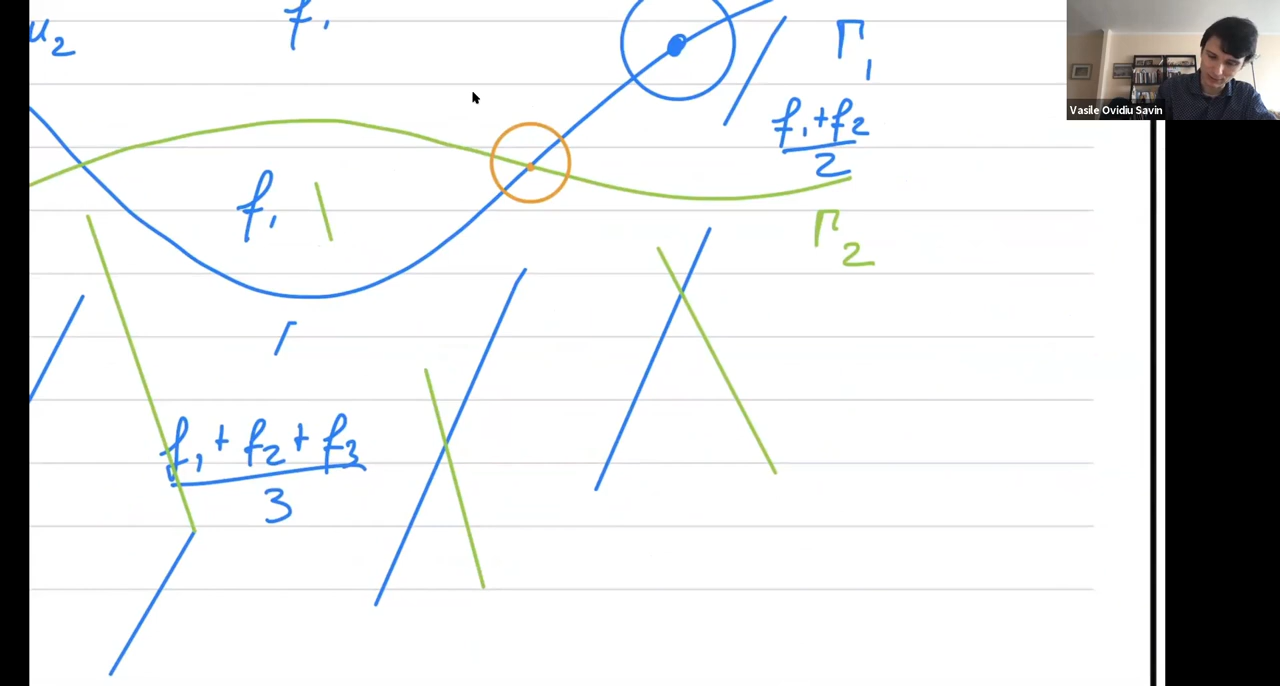 u₂
f₁
Γ₁
Vasile Ovidiu Savin
(f₁+f₂)/2
f₁
Γ₂
(f₁ + f₂ + f₃)/3